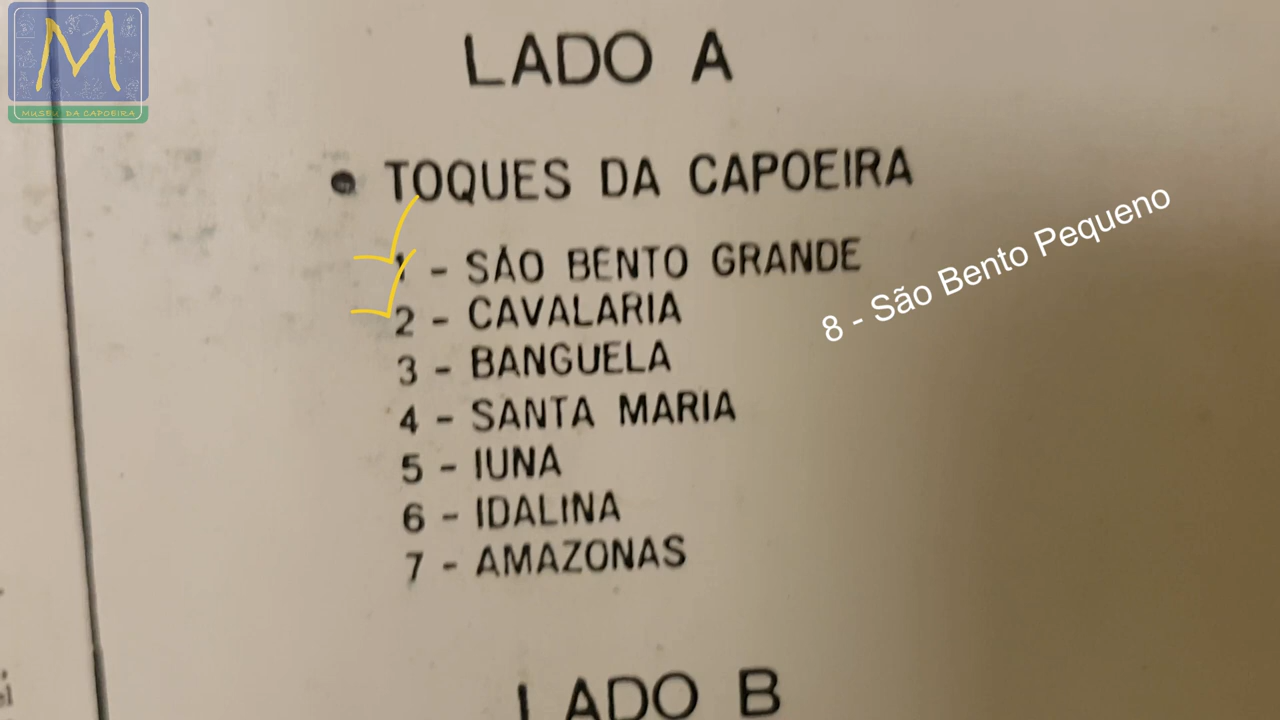 M
MUSEU DA CAPOEIRA
LADO A
• TOQUES DA CAPOEIRA
1 - SÃO BENTO GRANDE
2 - CAVALARIA
3 - BANGUELA
4 - SANTA MARIA
5 - IUNA
6 - IDALINA
7 - AMAZONAS
8 - São Bento Pequeno
LADO B